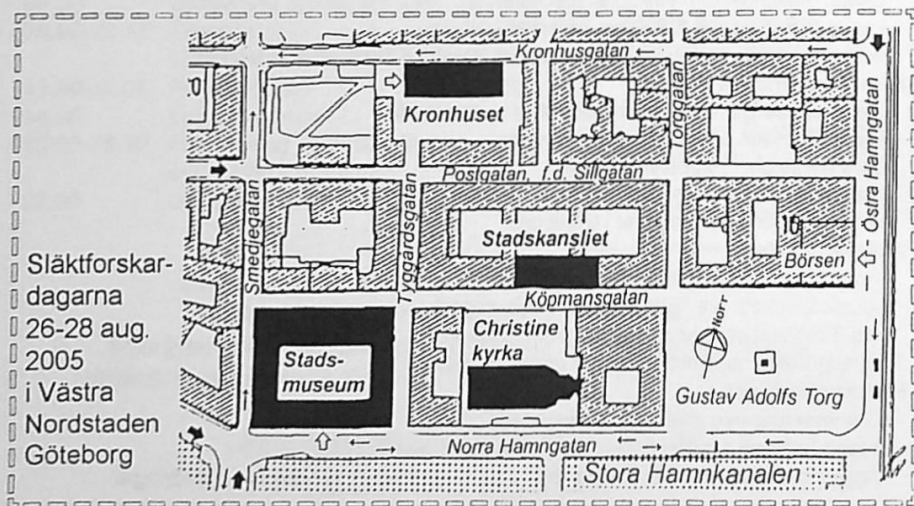 Kronhusgatan
Kronhuset
Torggatan
Östra Hamngatan
Postgatan, f.d. Sillgatan
Smedjegatan
Tyggårdsgatan
Stadskansliet
10
Börsen
Köpmansgatan
Släktforskar-
dagarna
26-28 aug.
2005
i Västra
Nordstaden
Göteborg
Stads-
museum
Christine
kyrka
Norr
Gustav Adolfs Torg
Norra Hamngatan
Stora Hamnkanalen